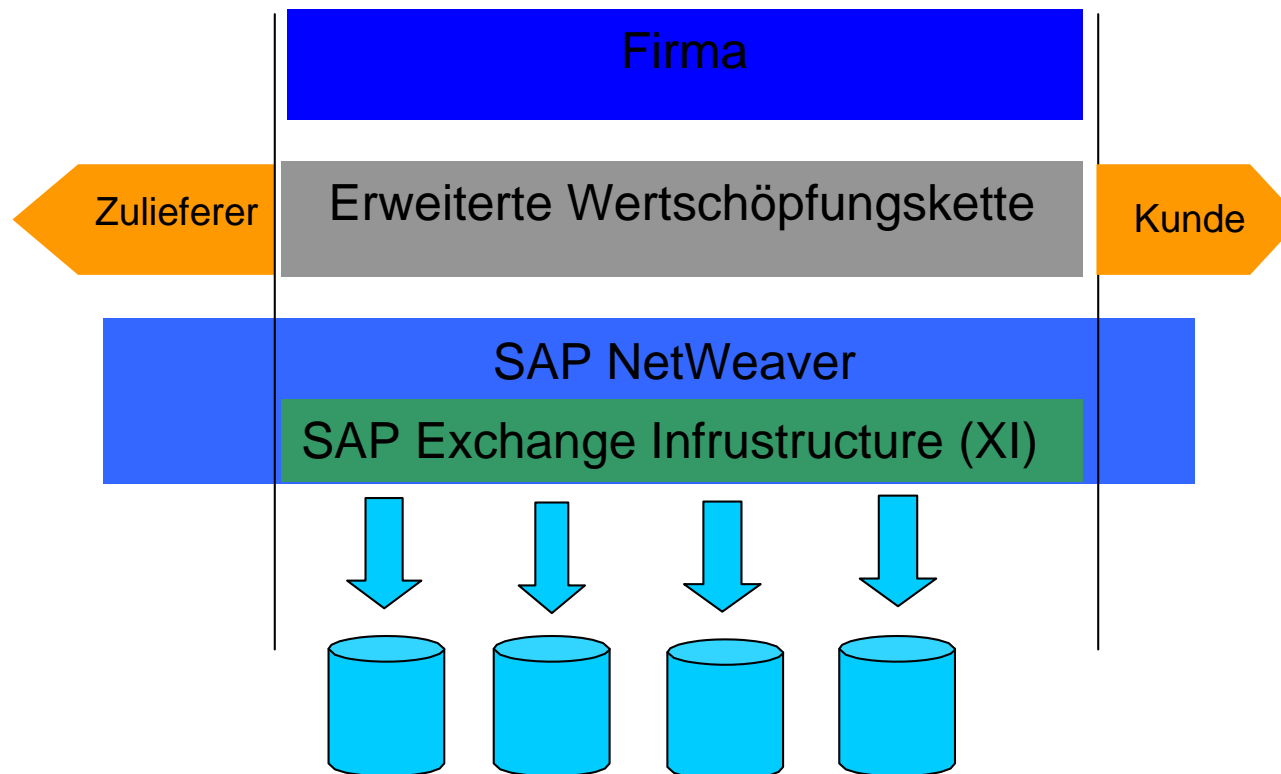 Firma
Zulieferer
Erweiterte Wertschöpfungskette
Kunde
SAP NetWeaver
SAP Exchange Infrustructure (XI)